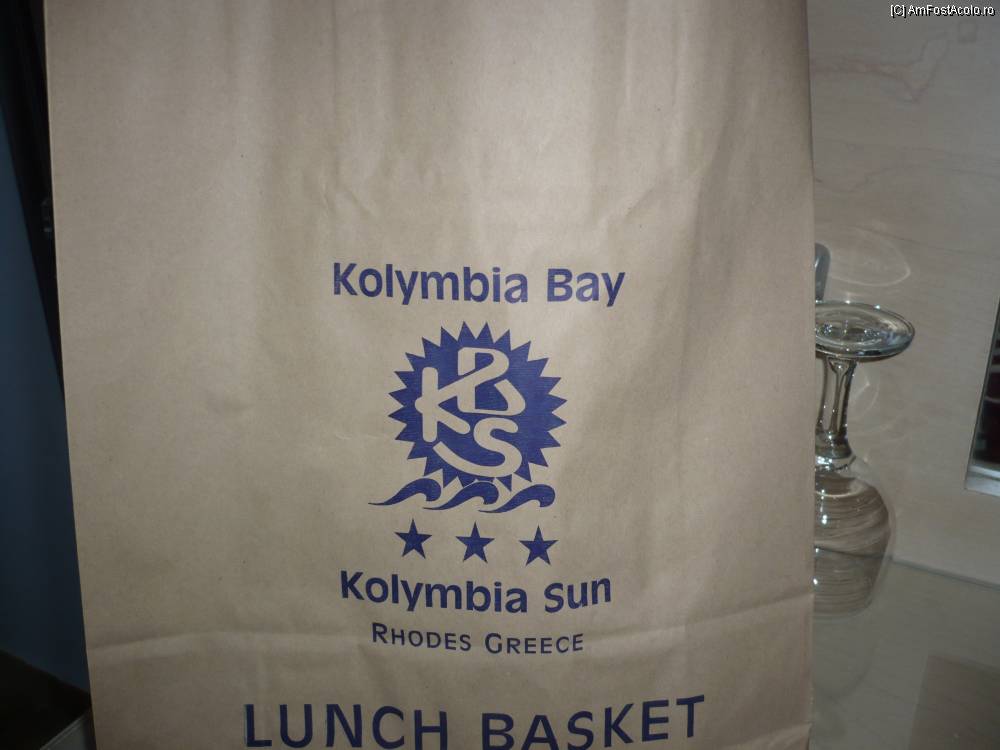 [C] AmFostAcolo.ro
Kolymbia Bay
KBS
Kolymbia Sun
RHODES GREECE
LUNCH BASKET